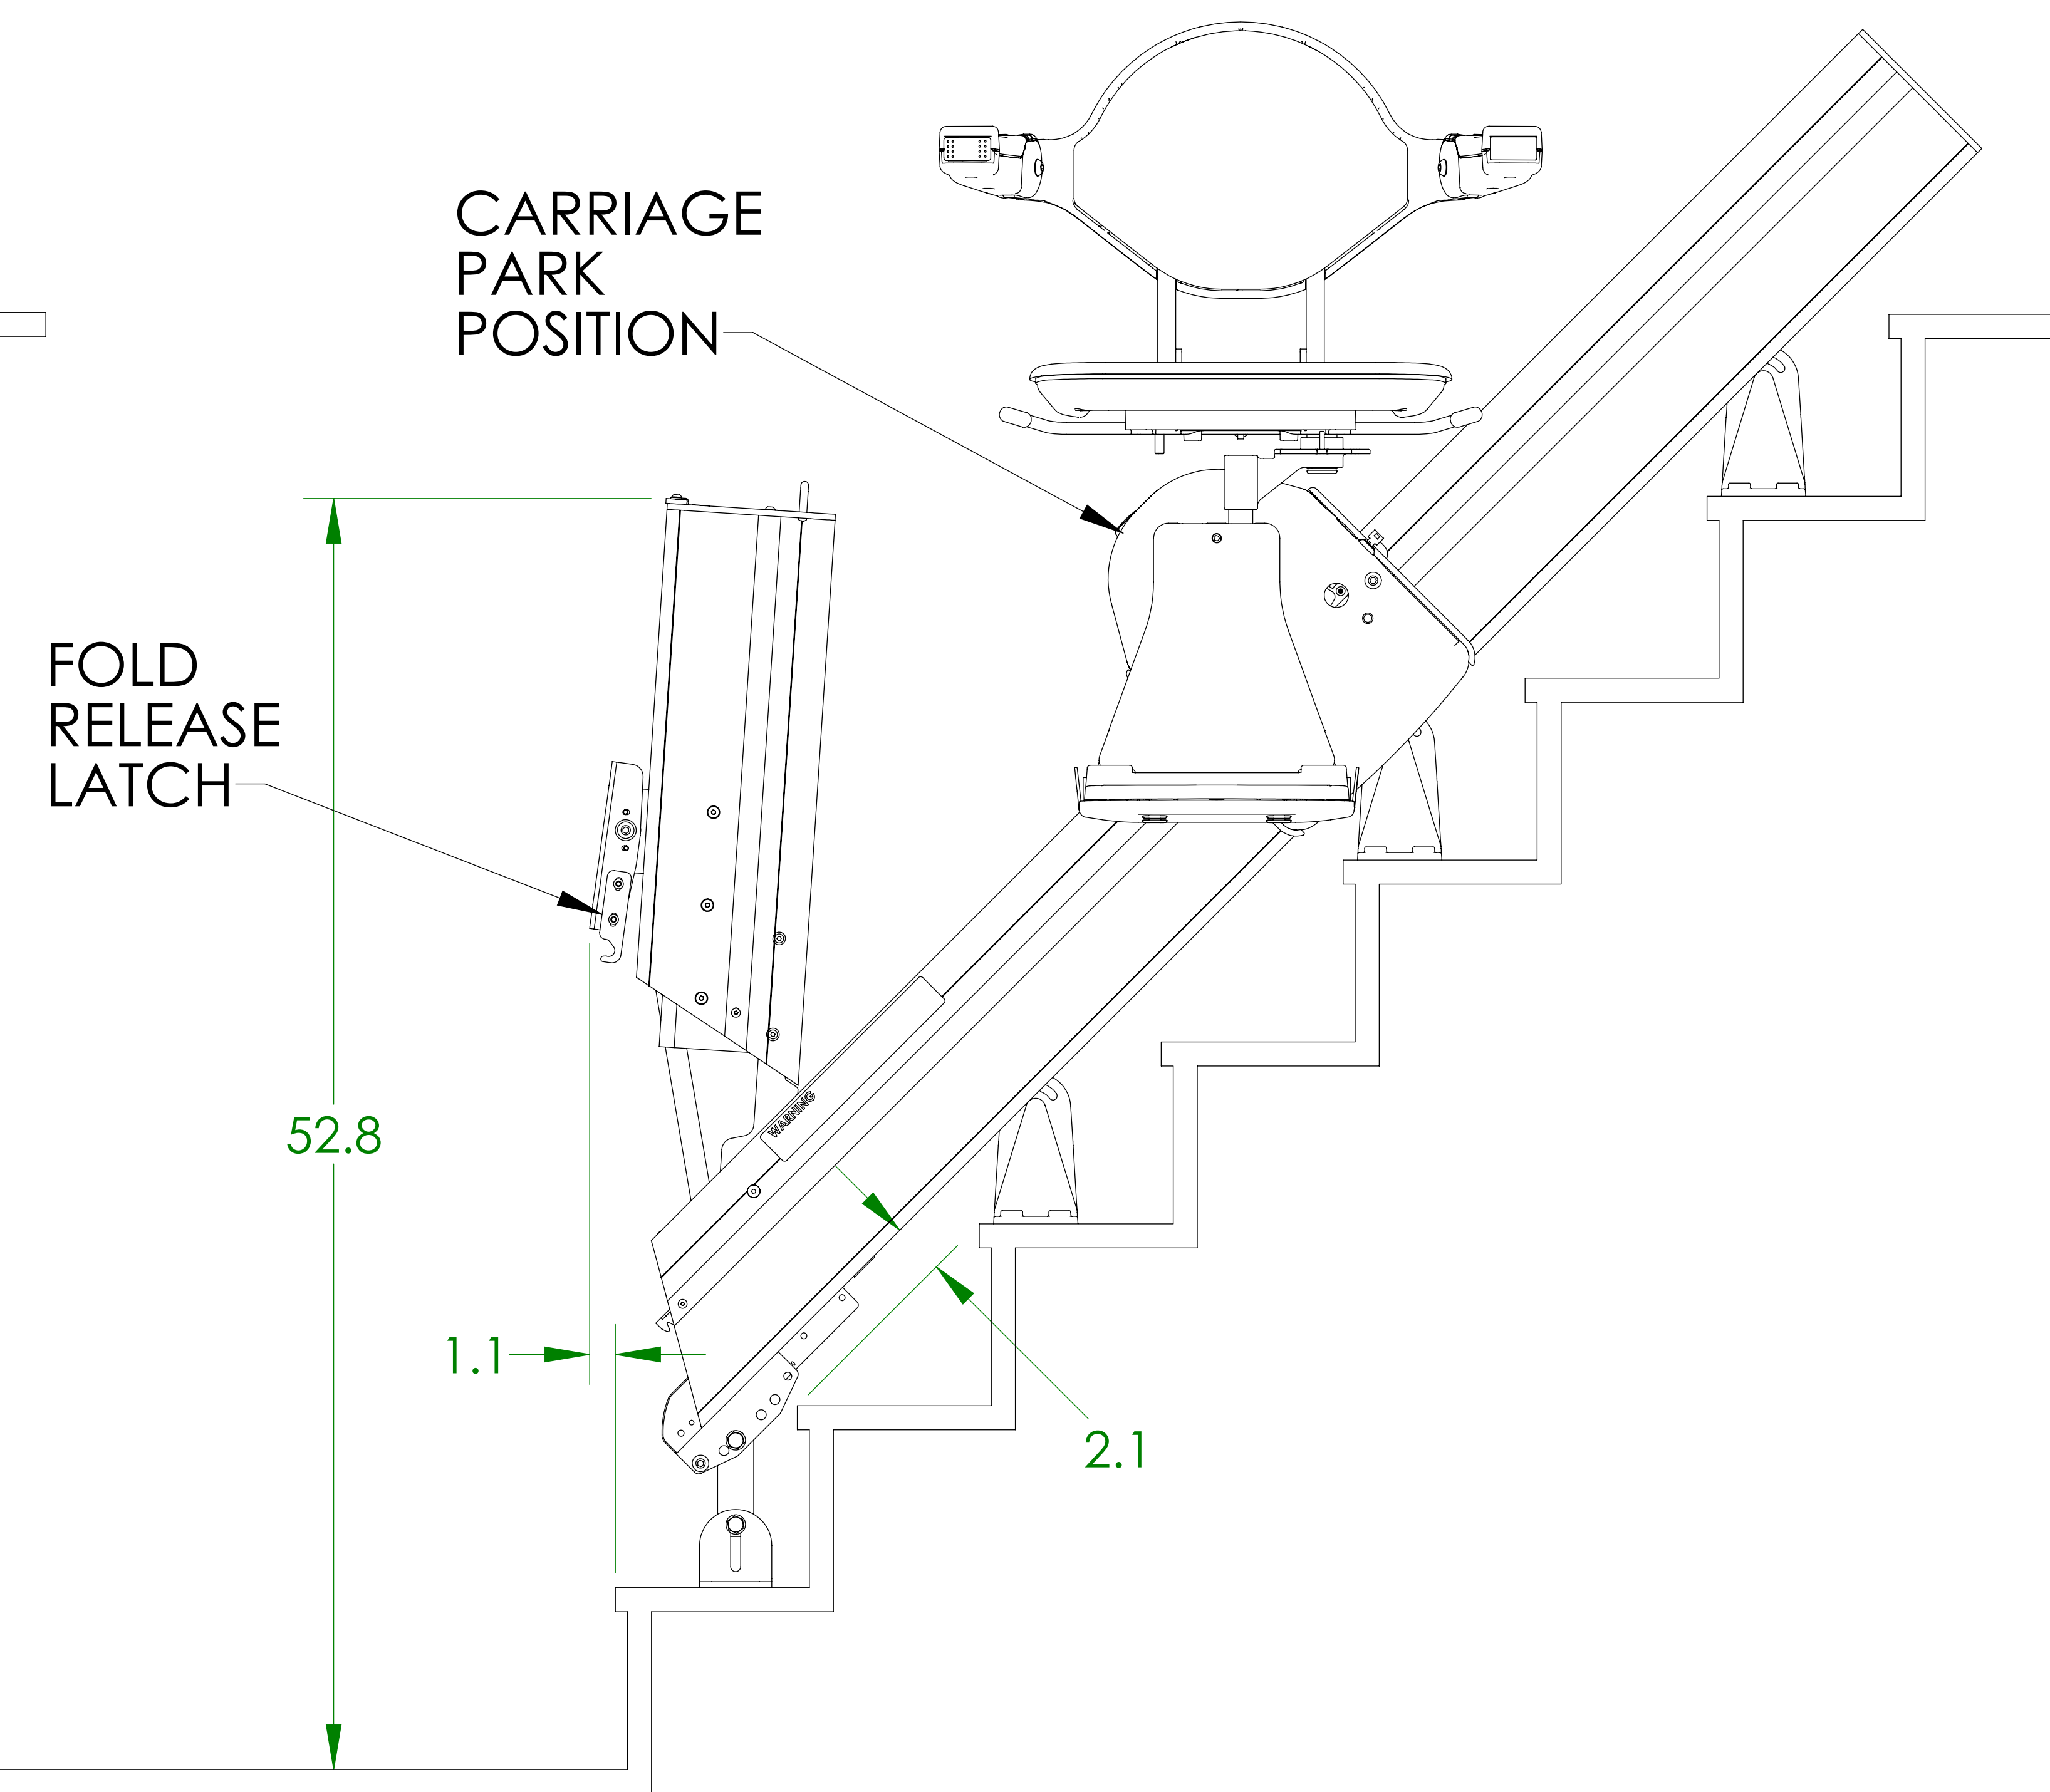 CARRIAGE
PARK
POSITION
FOLD
RELEASE
LATCH
WARNING
52.8
1.1
2.1